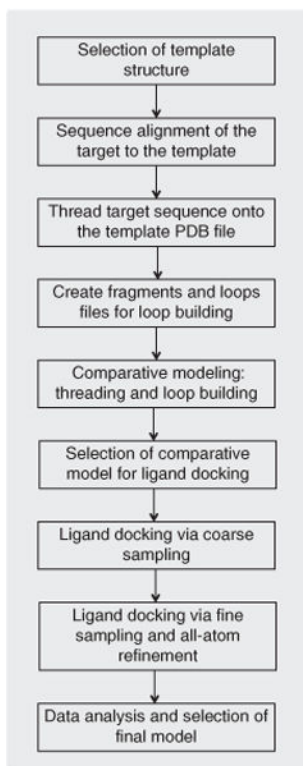 Selection of template
structure
Sequence alignment of the
target to the template
Thread target sequence onto
the template PDB file
Create fragments and loops
files for loop building
Comparative modeling:
threading and loop building
Selection of comparative
model for ligand docking
Ligand docking via coarse
sampling
Ligand docking via fine
sampling and all-atom
refinement
Data analysis and selection of
final model